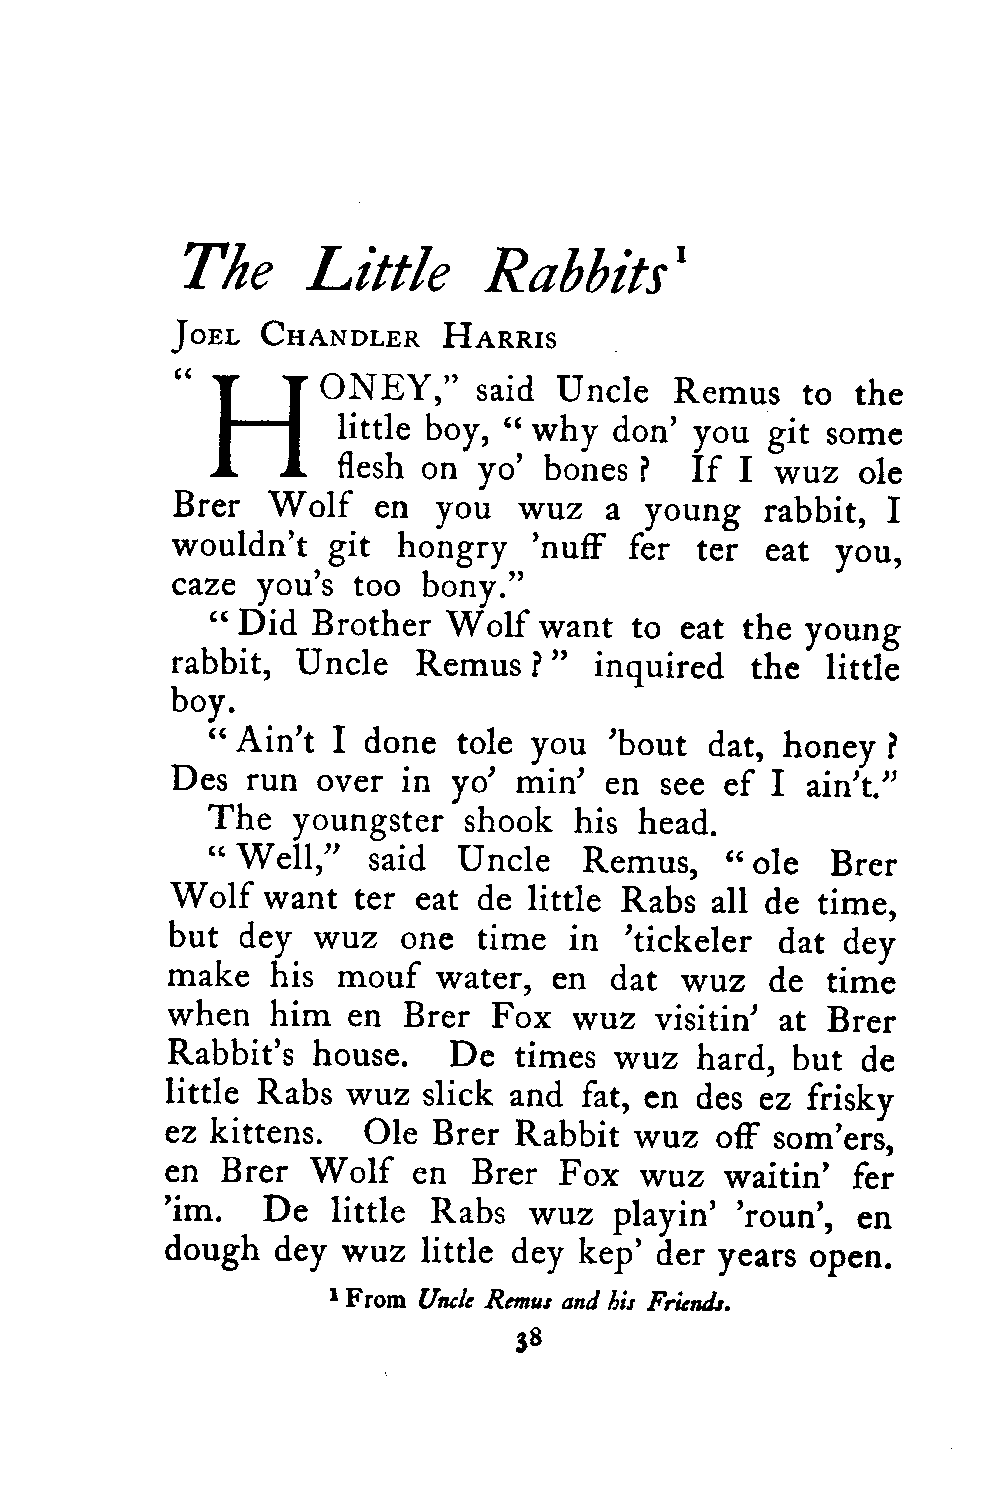 The Little Rabbits¹
JOEL CHANDLER HARRIS
“HONEY,” said Uncle Remus to the
little boy, “why don’ you git some
flesh on yo’ bones? If I wuz ole
Brer Wolf en you wuz a young rabbit, I
wouldn’t git hongry ’nuff fer ter eat you,
caze you’s too bony.”
“Did Brother Wolf want to eat the young
rabbit, Uncle Remus?” inquired the little
boy.
“Ain’t I done tole you ’bout dat, honey?
Des run over in yo’ min’ en see ef I ain’t.”
The youngster shook his head.
“Well,” said Uncle Remus, “ole Brer
Wolf want ter eat de little Rabs all de time,
but dey wuz one time in ’tickeler dat dey
make his mouf water, en dat wuz de time
when him en Brer Fox wuz visitin’ at Brer
Rabbit’s house. De times wuz hard, but de
little Rabs wuz slick and fat, en des ez frisky
ez kittens. Ole Brer Rabbit wuz off som’ers,
en Brer Wolf en Brer Fox wuz waitin’ fer
’im. De little Rabs wuz playin’ ’roun’, en
dough dey wuz little dey kep’ der years open.
¹ From Uncle Remus and his Friends.
38